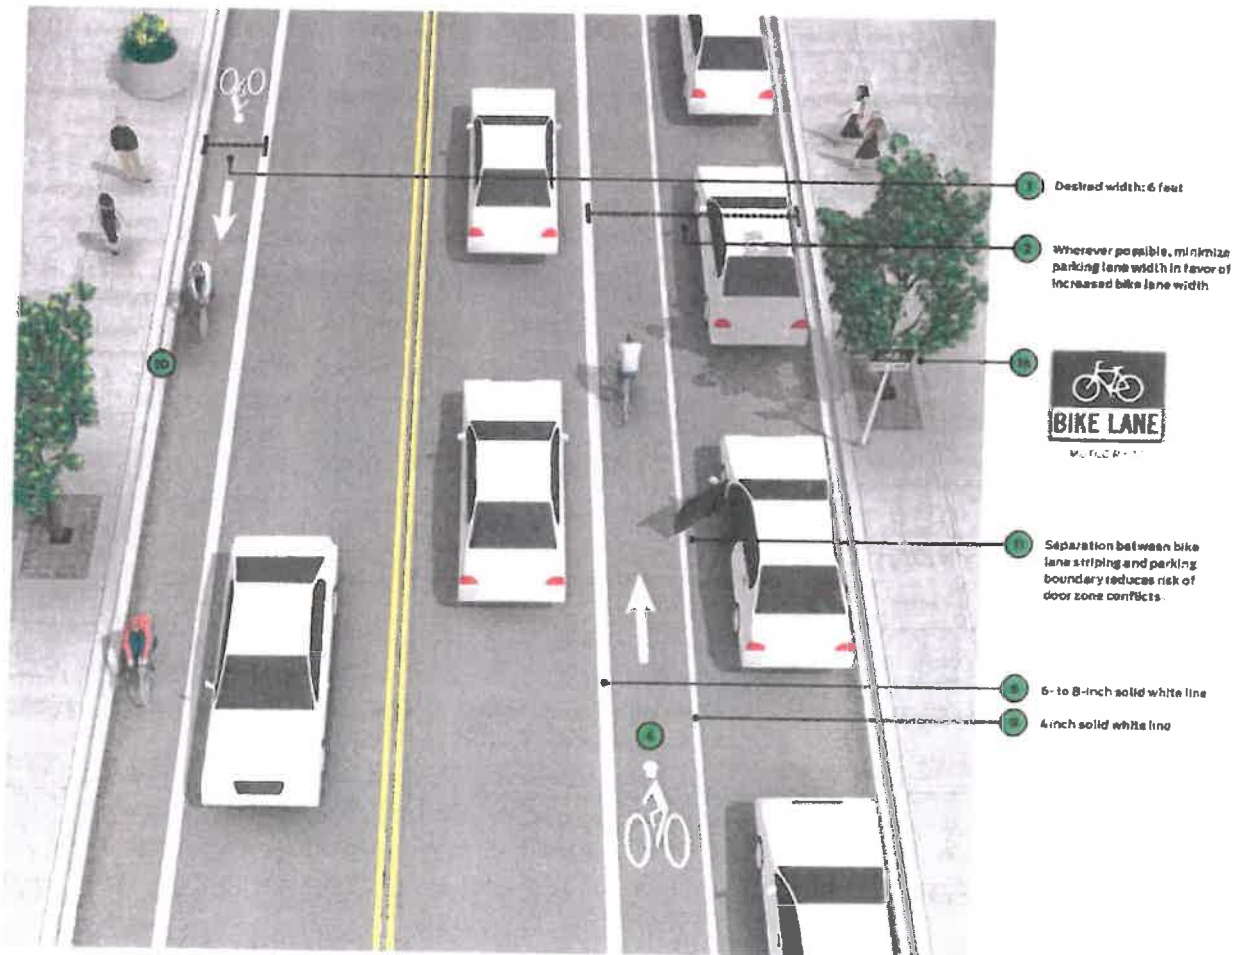 Desired width: 6 feet
2
Wherever possible, minimize
parking lane width in favor of
increased bike lane width
BIKE LANE
11
Separation between bike
lane striping and parking
boundary reduces risk of
door zone conflicts
6- to 8-inch solid white line
4 inch solid white line